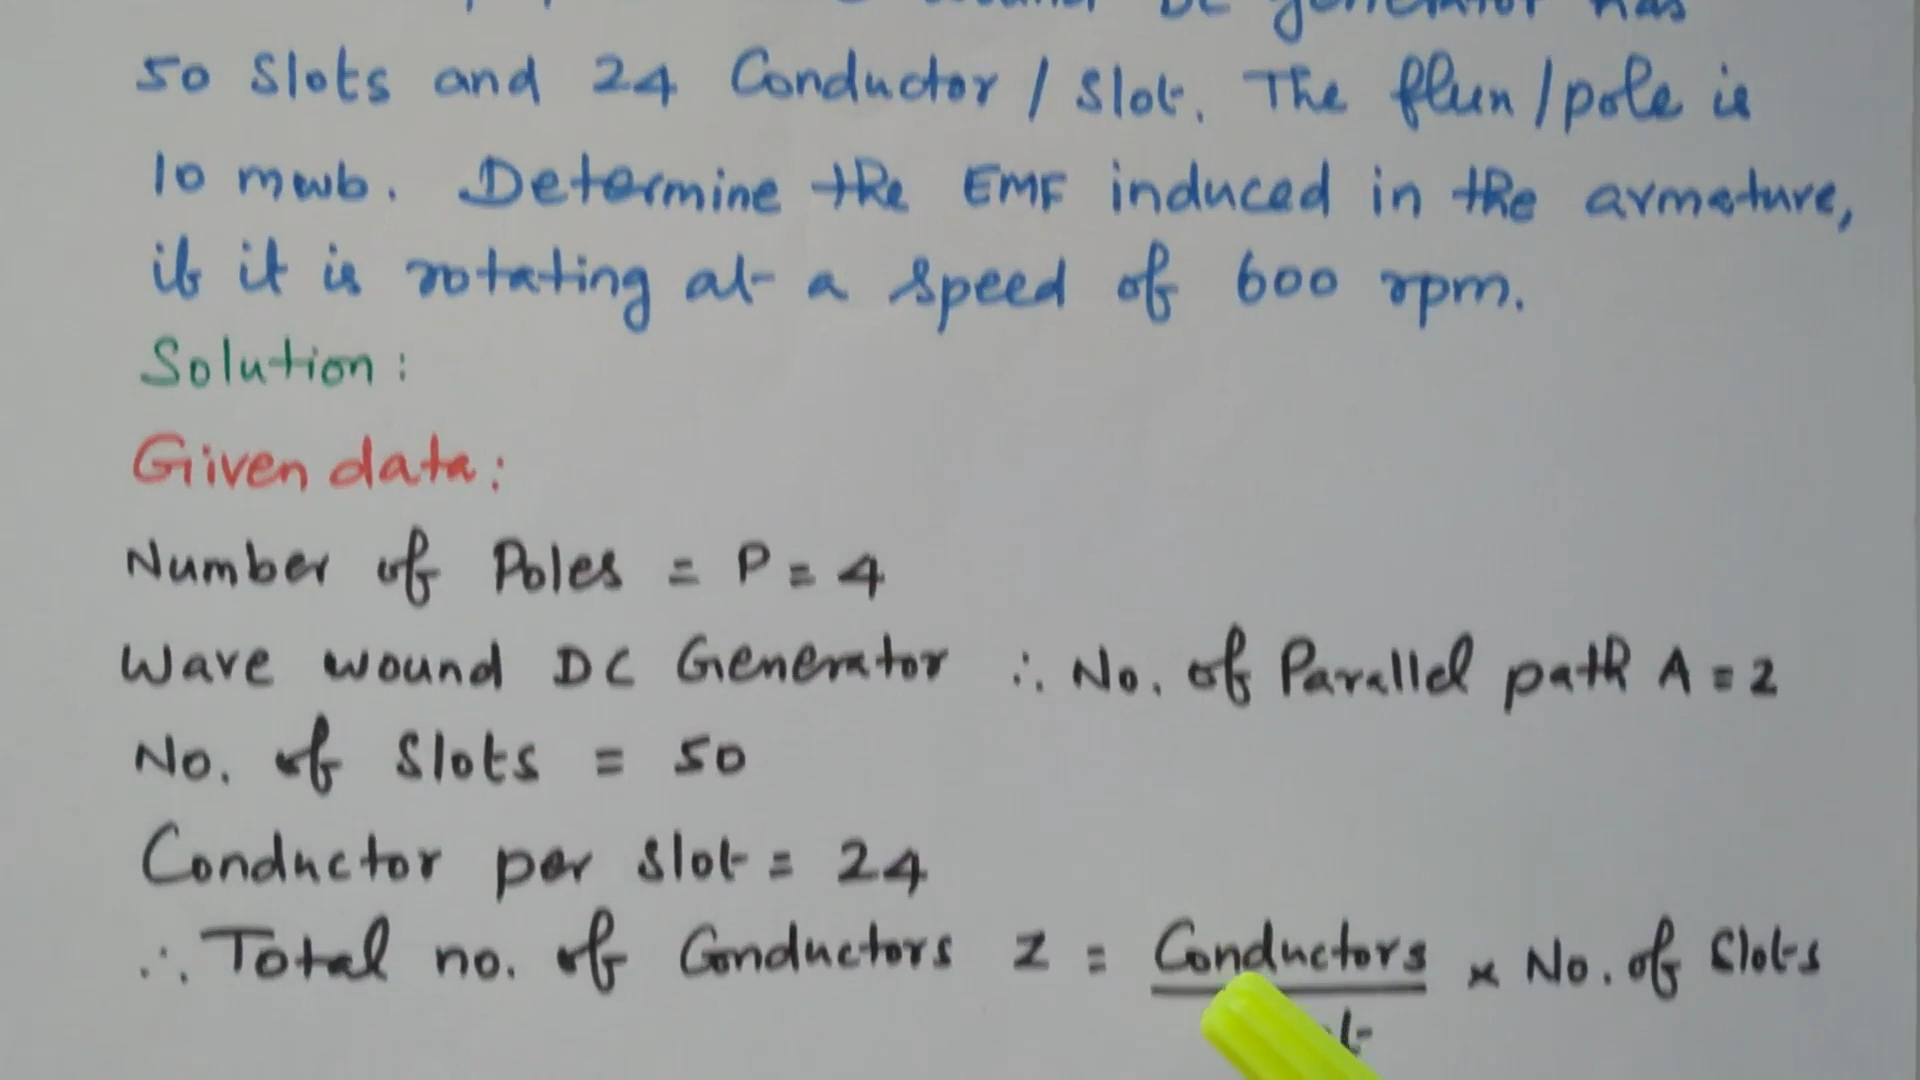 DC generator has
50 Slots and 24 Conductor / Slot. The flux/pole is
10 mwb. Determine the EMF induced in the armature,
if it is rotating at a speed of 600 rpm.
Solution:
Given data:
Number of Poles = P = 4
Wave wound DC Generator ∴ No. of Parallel path A = 2
No. of Slots = 50
Conductor per slot = 24
∴ Total no. of Conductors Z = Conductors × No. of Slots